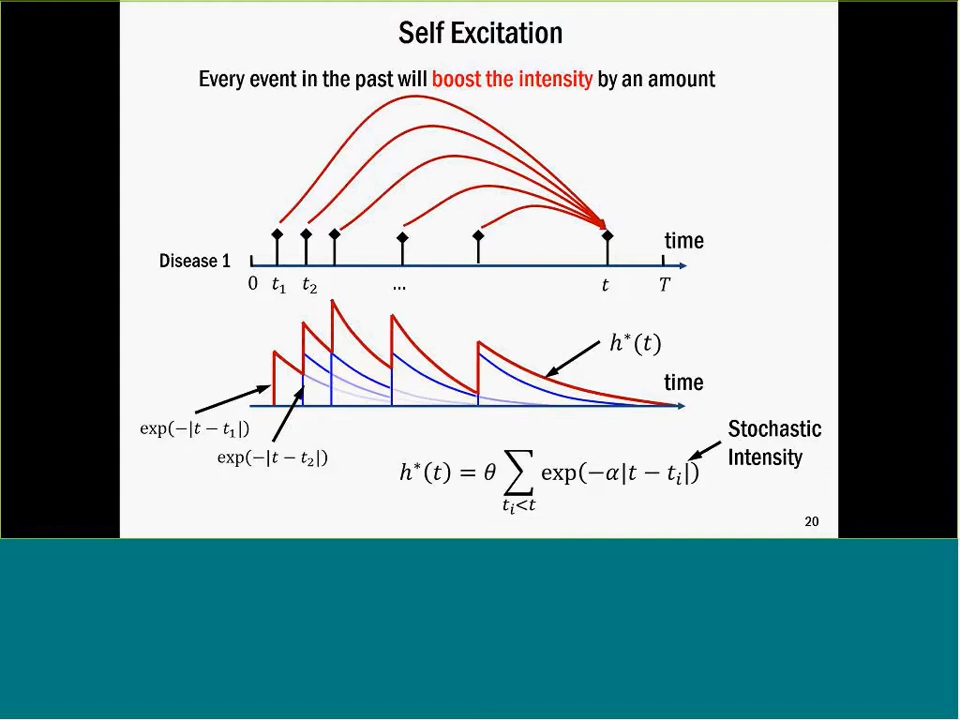 Self Excitation
Every event in the past will boost the intensity by an amount
time
Disease 1
0 t₁ t₂ ... t T
h*(t)
time
exp(−|t − t₁|)
exp(−|t − t₂|)
Stochastic
Intensity
h*(t) = θ ∑ exp(−α|t − tᵢ|)
tᵢ<t
20